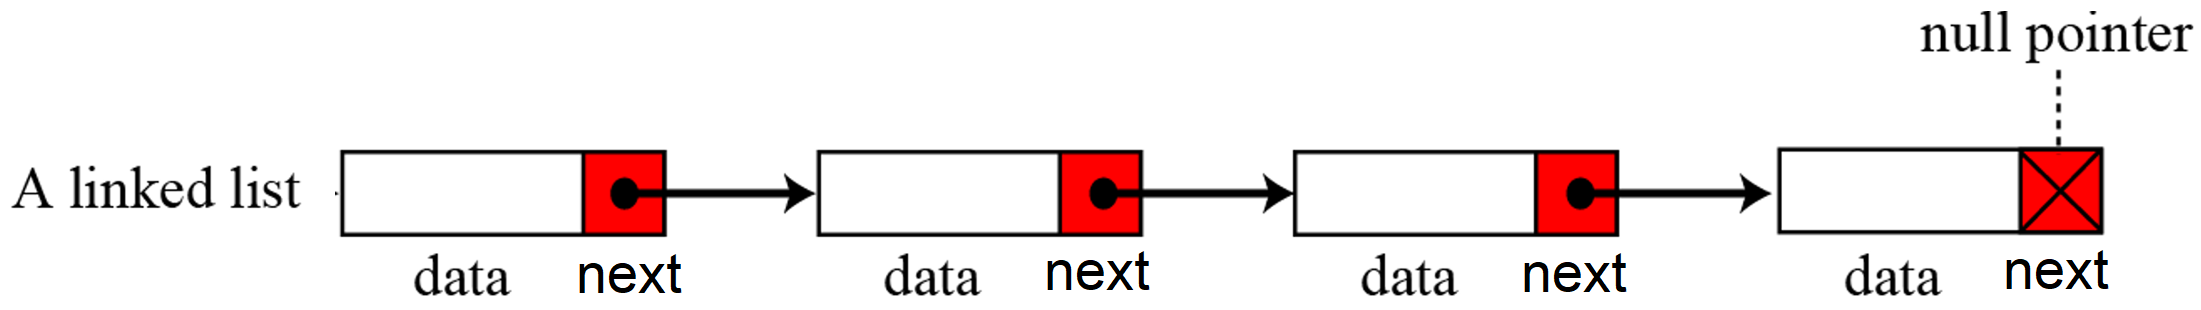 null pointer
A linked list
data next data next data next data next